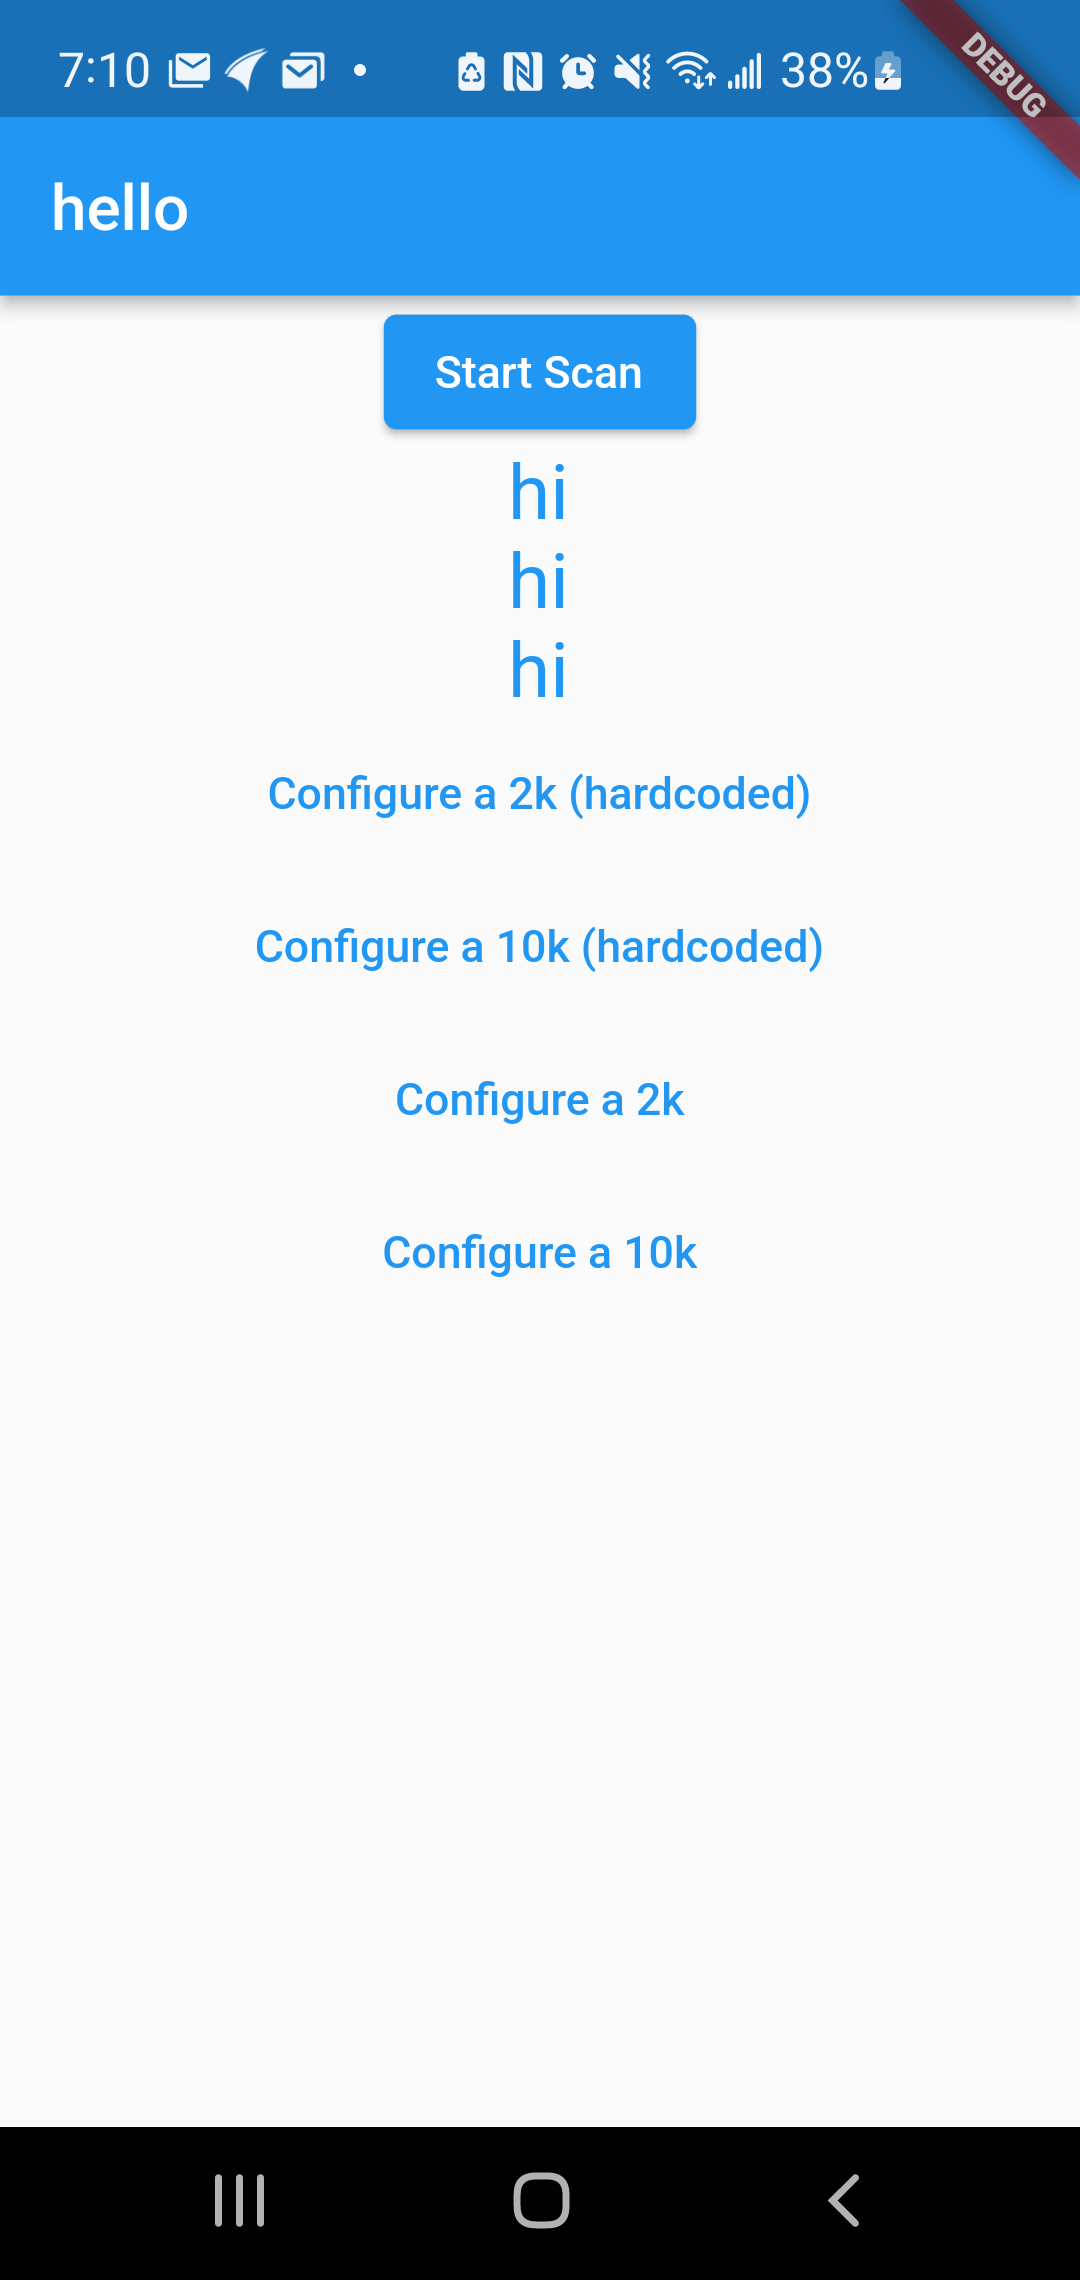 7:10
38%
DEBUG
hello
Start Scan
hi
hi
hi
Configure a 2k (hardcoded)
Configure a 10k (hardcoded)
Configure a 2k
Configure a 10k